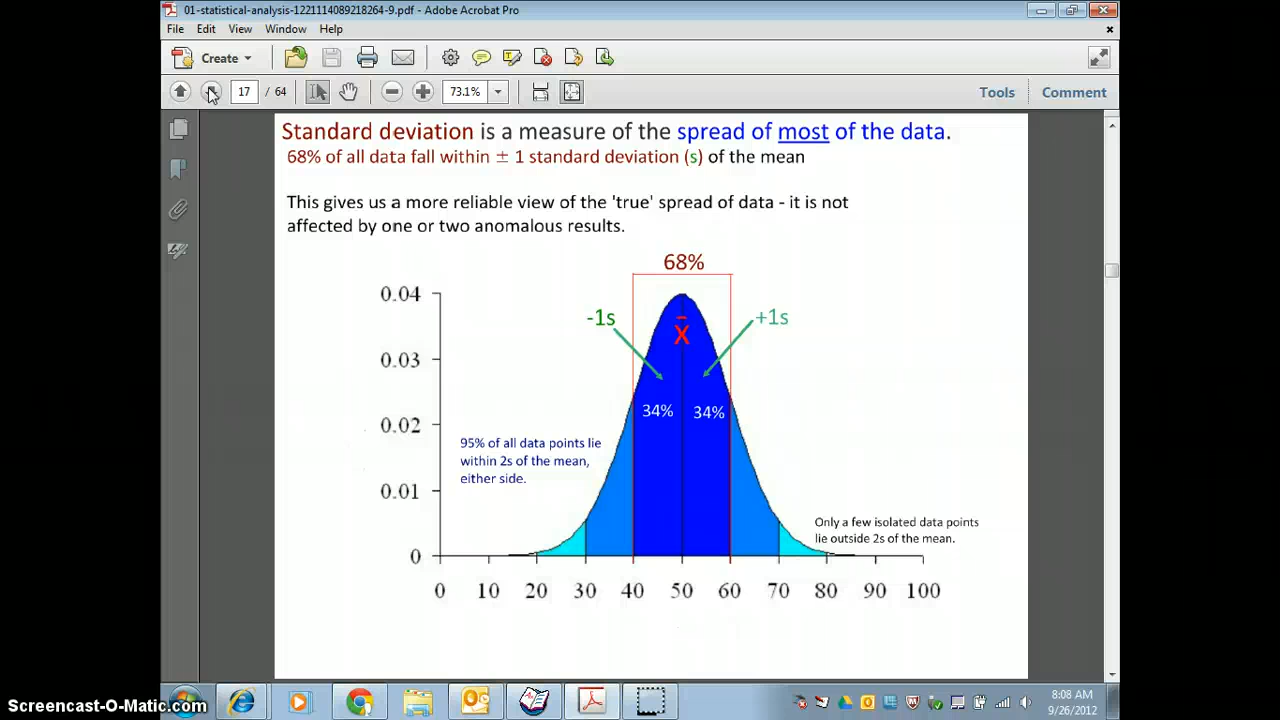 01-statistical-analysis-1221114089218264-9.pdf - Adobe Acrobat Pro
File Edit View Window Help
Create
17 / 64 73.1% Tools Comment
Standard deviation is a measure of the spread of most of the data.
68% of all data fall within ± 1 standard deviation (s) of the mean
This gives us a more reliable view of the 'true' spread of data - it is not
affected by one or two anomalous results.
68%
0.04
-1s
x̄
+1s
0.03
34% 34%
0.02
95% of all data points lie
within 2s of the mean,
either side.
0.01
Only a few isolated data points
lie outside 2s of the mean.
0
0 10 20 30 40 50 60 70 80 90 100
8:08 AM
9/26/2012
Screencast-O-Matic.com